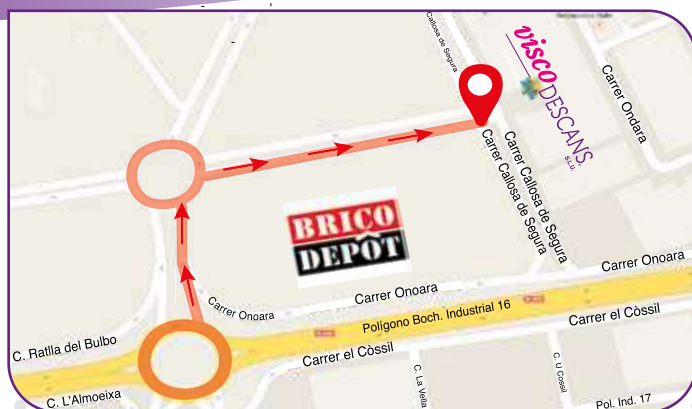 Callosa de Segura
visco
DESCANS,
S.L.U.
Carrer Ondara
Carrer Callosa de Segura
Carrer Callosa de Segura
BRICO
DEPÔT
Carrer Onoara
Carrer Onoara
Carrer Onoara
Polígono Boch. Industrial 16
C. Ratlla del Bulbo
Carrer el Còssil
Carrer el Còssil
C. L'Almoeixa
C. La Vella
C. U Cossil
Pol. Ind. 17